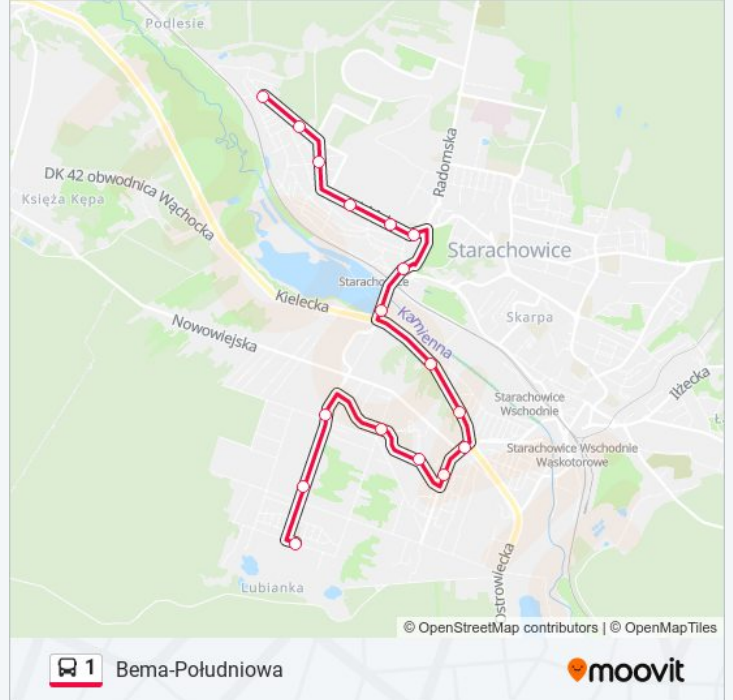 Podlesie
Radomska
DK 42 obwodnica Wąchocka
Księża Kępa
Starachowice
Kielecka
Kamienna
Skarpa
Nowowiejska
Iłżecka
Starachowice
Wschodnie
Starachowice Wschodnie
Wąskotorowe
Lubianka
© OpenStreetMap contributors | © OpenMapTiles
1 Bema-Południowa
moovit